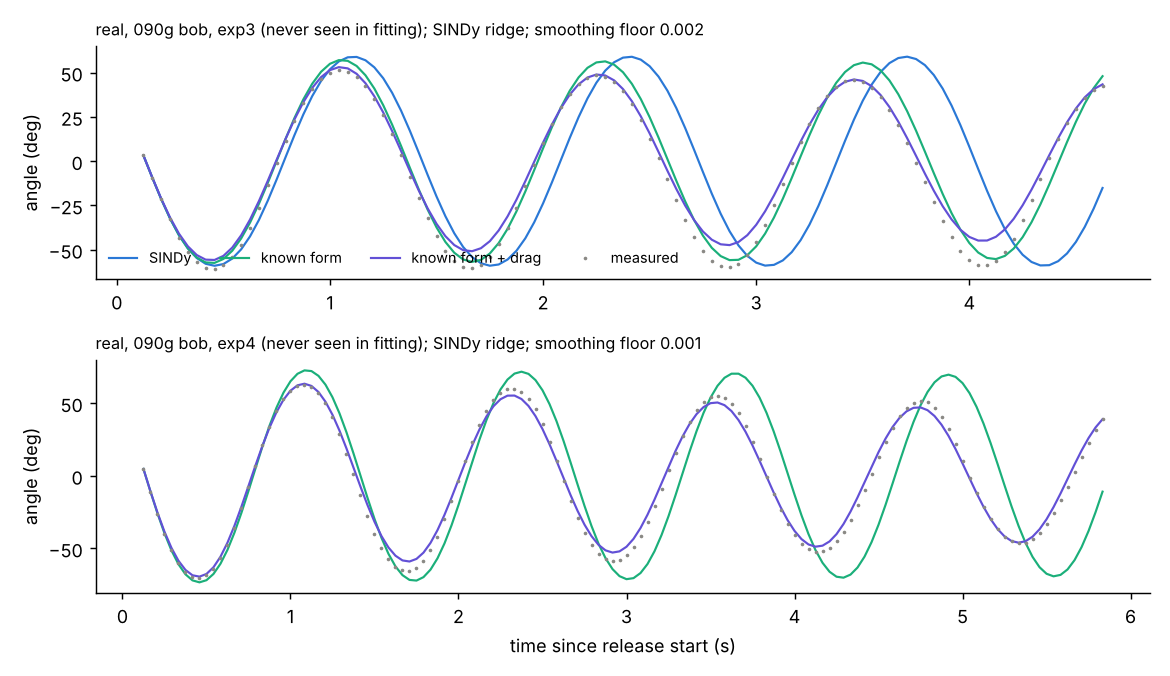 real, 090g bob, exp3 (never seen in fitting); SINDy ridge; smoothing floor 0.002
50
25
0
−25
−50
angle (deg)
SINDy known form known form + drag measured
0 1 2 3 4
real, 090g bob, exp4 (never seen in fitting); SINDy ridge; smoothing floor 0.001
50
0
−50
angle (deg)
0 1 2 3 4 5 6
time since release start (s)